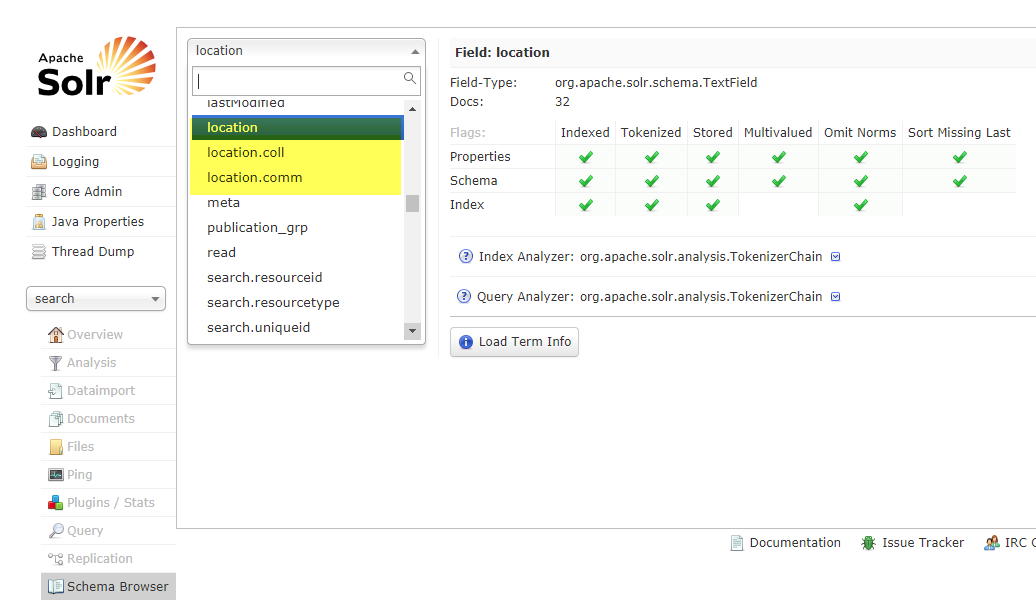 Apache
Solr
Dashboard
Logging
Core Admin
Java Properties
Thread Dump
search
Overview
Analysis
Dataimport
Documents
Files
Ping
Plugins / Stats
Query
Replication
Schema Browser
location
lastModified
location
location.coll
location.comm
meta
publication_grp
read
search.resourceid
search.resourcetype
search.uniqueid
Field: location
Field-Type: org.apache.solr.schema.TextField
Docs: 32
Flags: Indexed Tokenized Stored Multivalued Omit Norms Sort Missing Last
Properties
Schema
Index
Index Analyzer: org.apache.solr.analysis.TokenizerChain
Query Analyzer: org.apache.solr.analysis.TokenizerChain
Load Term Info
Documentation Issue Tracker IRC